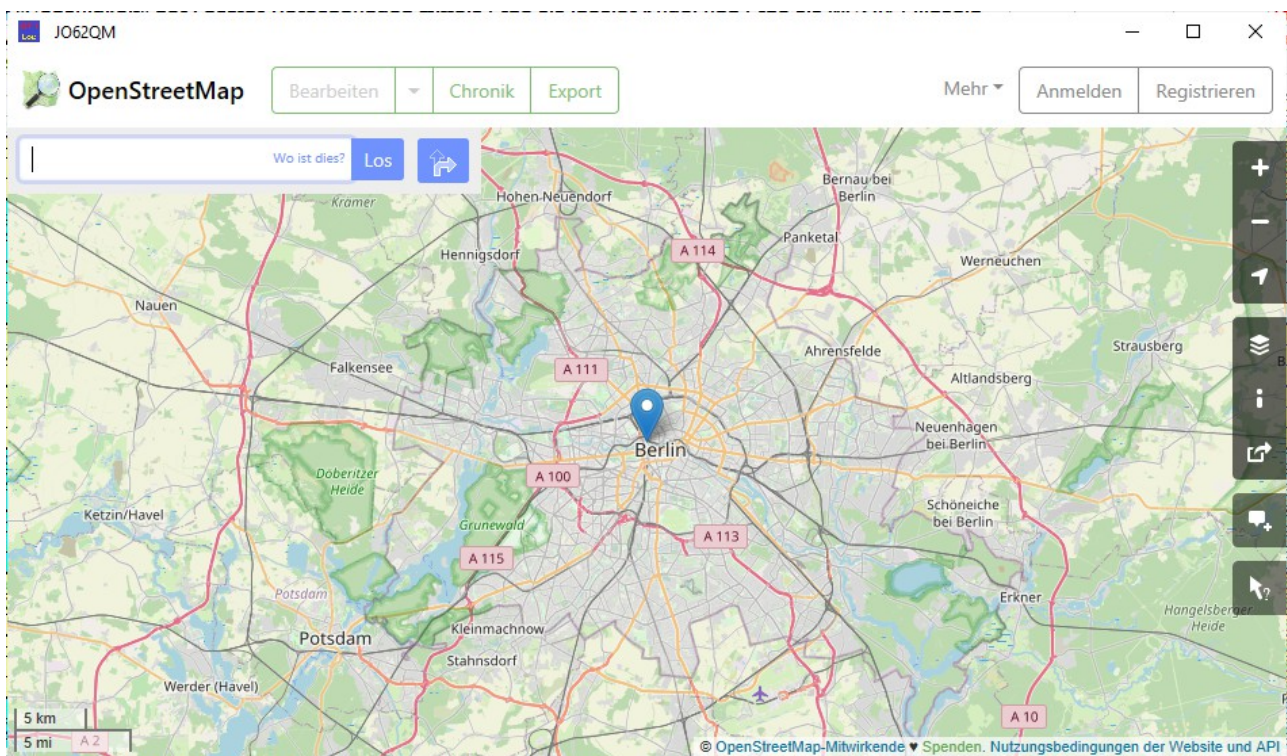 JO62QM
OpenStreetMap Bearbeiten Chronik Export Mehr Anmelden Registrieren
Wo ist dies? Los
Bernau bei
Berlin
Krämer
Hohen Neuendorf
Panketal
A 114
Hennigsdorf
Werneuchen
Nauen
Strausberg
Ahrensfelde
Falkensee
A 111
Altlandsberg
Neuenhagen
bei Berlin
Berlin
Döberitzer
Heide
A 100
Schöneiche
bei Berlin
Ketzin/Havel
Grunewald
A 113
A 115
Potsdam
Erkner
Hangelsberger
Heide
Kleinmachnow
Potsdam
Stahnsdorf
Werder (Havel)
5 km
A 10
5 mi
A 2
© OpenStreetMap-Mitwirkende ♥ Spenden. Nutzungsbedingungen der Website und API